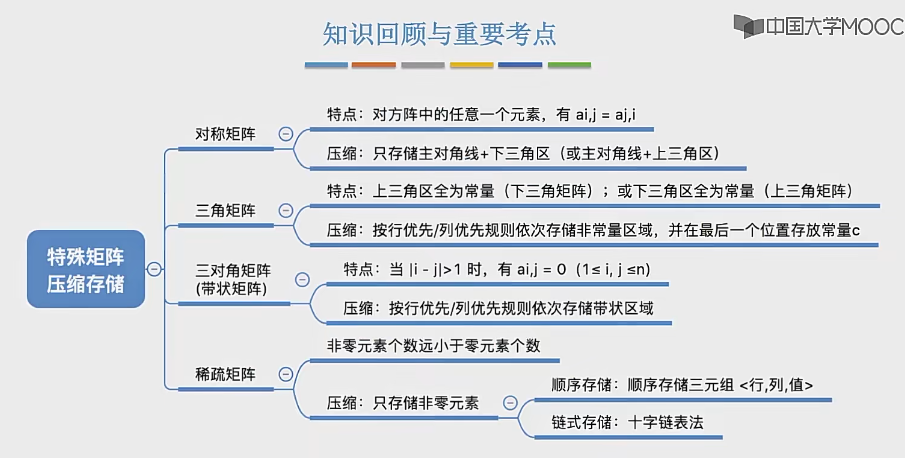 知识回顾与重要考点
中国大学MOOC
特殊矩阵
压缩存储
对称矩阵
特点：对方阵中的任意一个元素，有 ai,j = aj,i
压缩：只存储主对角线+下三角区（或主对角线+上三角区）
三角矩阵
特点：上三角区全为常量（下三角矩阵）；或下三角区全为常量（上三角矩阵）
压缩：按行优先/列优先规则依次存储非常量区域，并在最后一个位置存放常量c
三对角矩阵
(带状矩阵)
特点：当 |i - j|>1 时，有 ai,j = 0（1≤ i, j ≤n)
压缩：按行优先/列优先规则依次存储带状区域
稀疏矩阵
非零元素个数远小于零元素个数
压缩：只存储非零元素
顺序存储：顺序存储三元组 <行,列,值>
链式存储：十字链表法